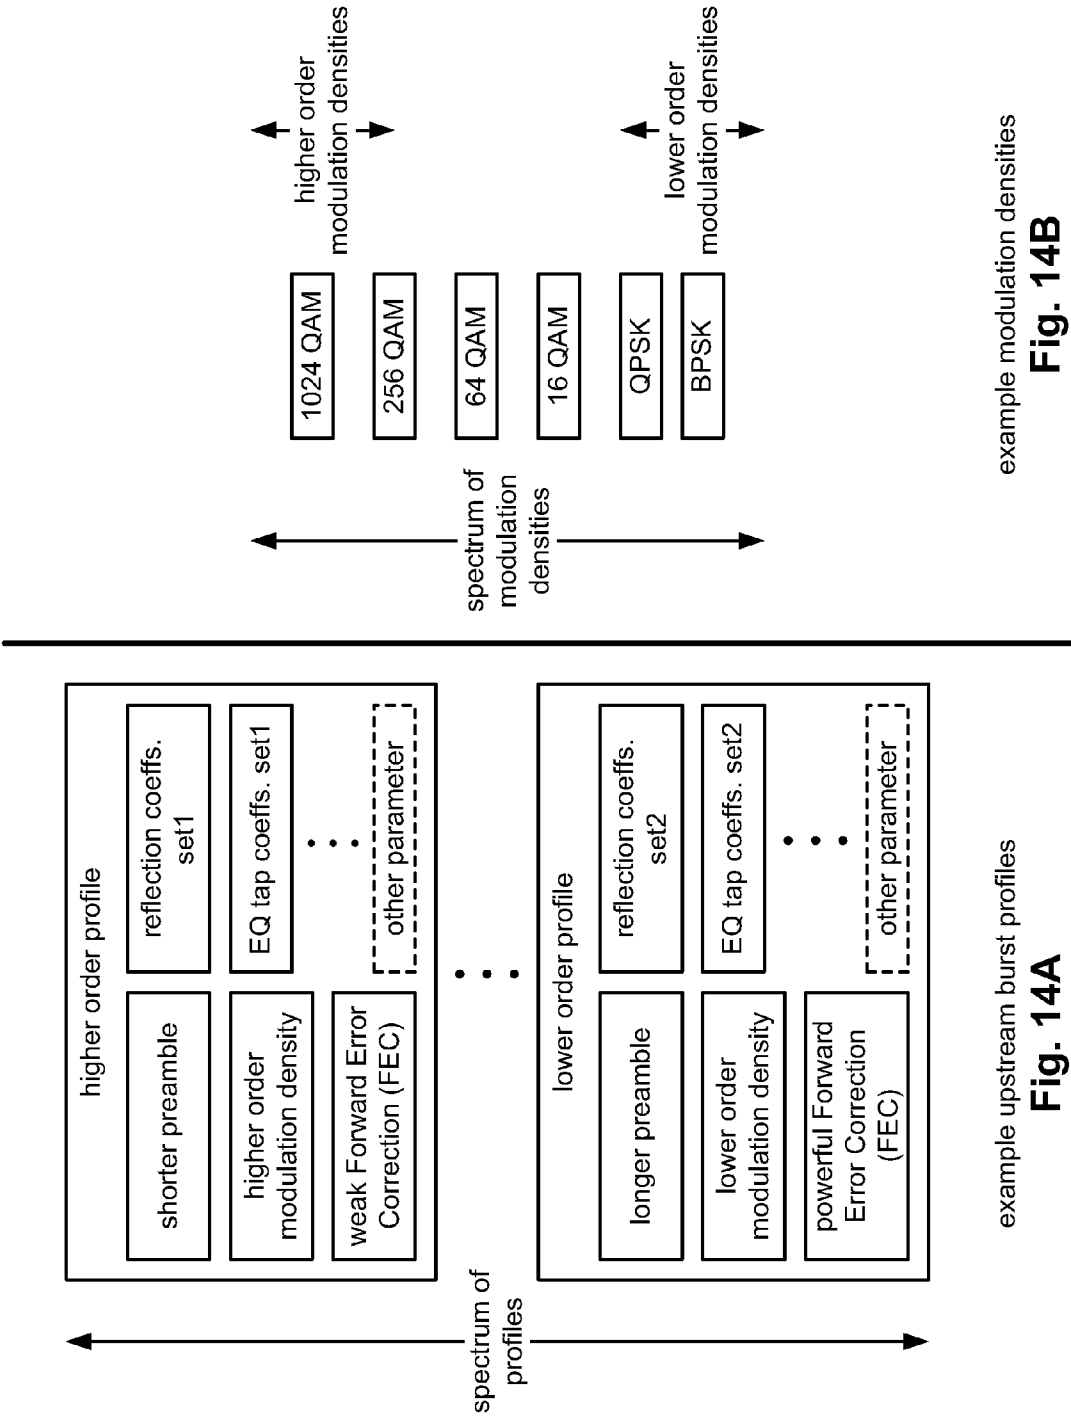 spectrum of
profiles
higher order profile
shorter preamble
higher order
modulation density
weak Forward Error
Correction (FEC)
reflection coeffs.
set1
EQ tap coeffs. set1
other parameter
lower order profile
longer preamble
lower order
modulation density
powerful Forward
Error Correction
(FEC)
reflection coeffs.
set2
EQ tap coeffs. set2
other parameter
example upstream burst profiles
Fig. 14A
spectrum of
modulation
densities
1024 QAM
256 QAM
64 QAM
16 QAM
QPSK
BPSK
higher order
modulation densities
lower order
modulation densities
example modulation densities
Fig. 14B